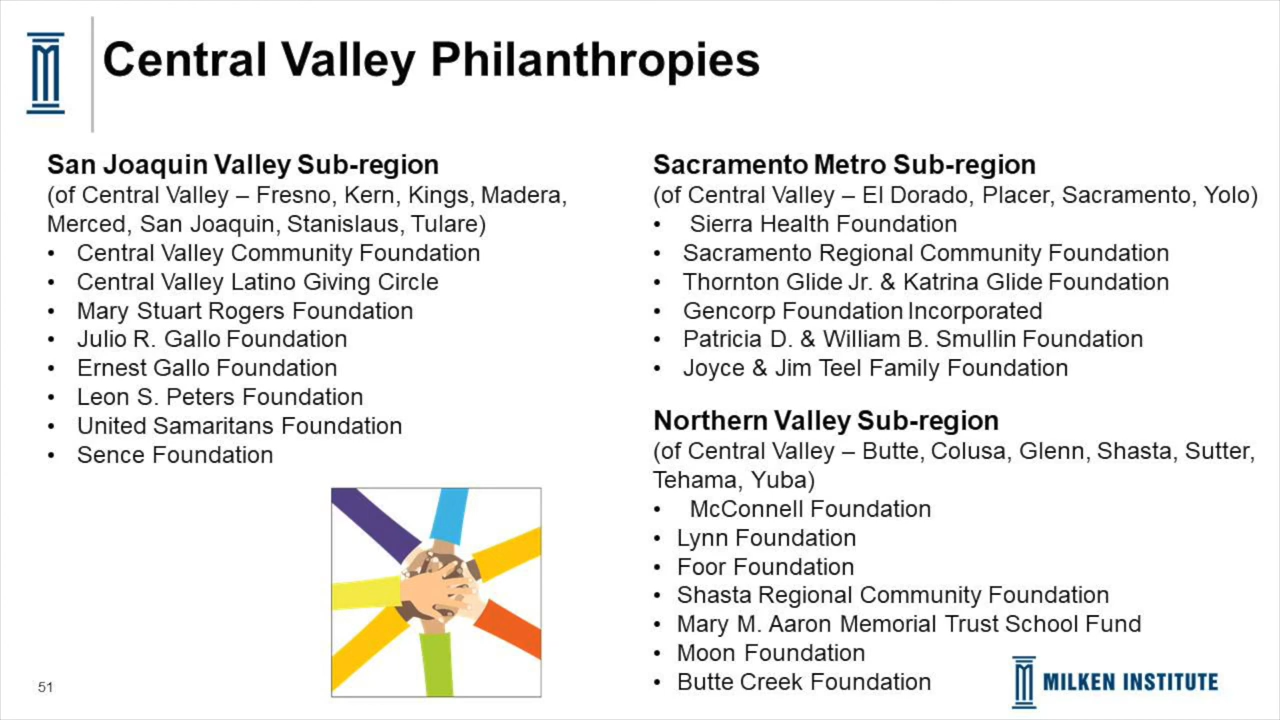 Central Valley Philanthropies
San Joaquin Valley Sub-region
(of Central Valley – Fresno, Kern, Kings, Madera,
Merced, San Joaquin, Stanislaus, Tulare)
• Central Valley Community Foundation
• Central Valley Latino Giving Circle
• Mary Stuart Rogers Foundation
• Julio R. Gallo Foundation
• Ernest Gallo Foundation
• Leon S. Peters Foundation
• United Samaritans Foundation
• Sence Foundation
Sacramento Metro Sub-region
(of Central Valley – El Dorado, Placer, Sacramento, Yolo)
• Sierra Health Foundation
• Sacramento Regional Community Foundation
• Thornton Glide Jr. & Katrina Glide Foundation
• Gencorp Foundation Incorporated
• Patricia D. & William B. Smullin Foundation
• Joyce & Jim Teel Family Foundation
Northern Valley Sub-region
(of Central Valley – Butte, Colusa, Glenn, Shasta, Sutter,
Tehama, Yuba)
• McConnell Foundation
• Lynn Foundation
• Foor Foundation
• Shasta Regional Community Foundation
• Mary M. Aaron Memorial Trust School Fund
• Moon Foundation
• Butte Creek Foundation
51
MILKEN INSTITUTE